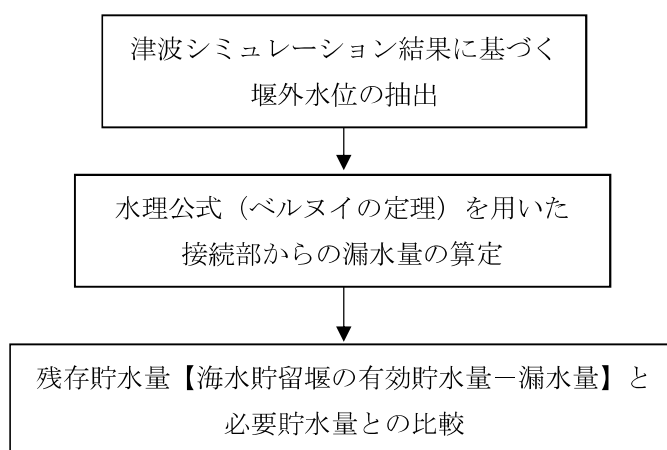 津波シミュレーション結果に基づく
堰外水位の抽出
水理公式（ベルヌイの定理）を用いた
接続部からの漏水量の算定
残存貯水量【海水貯留堰の有効貯水量－漏水量】と
必要貯水量との比較